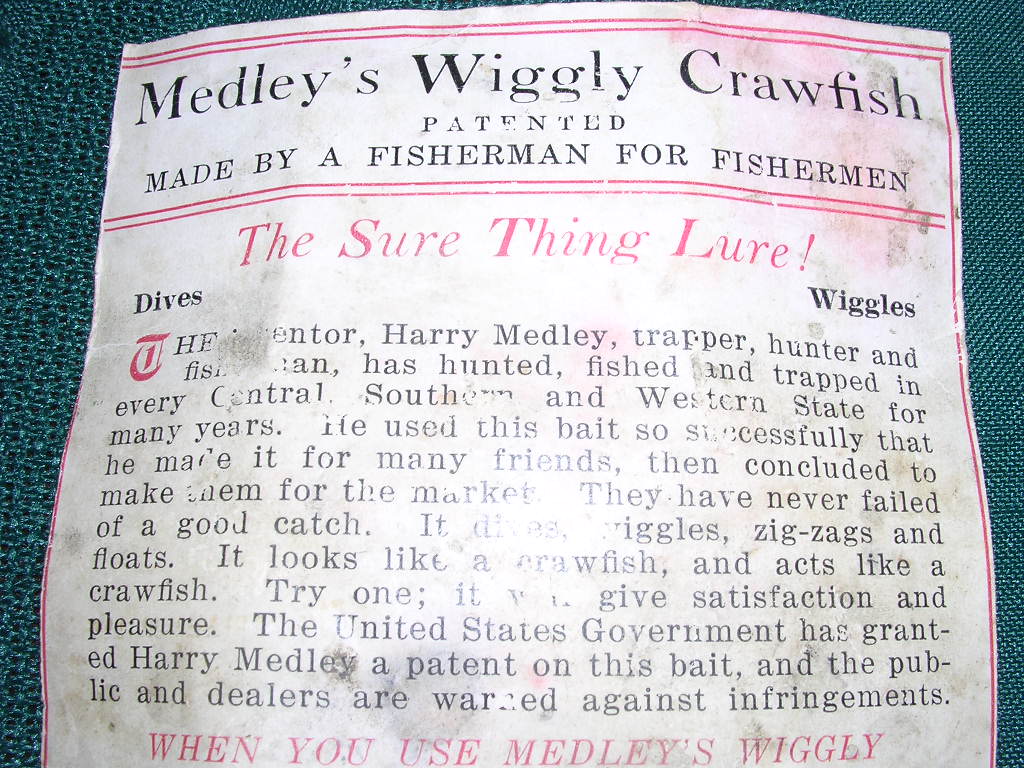 Medley's Wiggly Crawfish
PATENTED
MADE BY A FISHERMAN FOR FISHERMEN
The Sure Thing Lure!
Dives Wiggles
THE inventor, Harry Medley, trapper, hunter and
fisherman, has hunted, fished and trapped in
every Central, Southern and Western State for
many years. He used this bait so successfully that
he made it for many friends, then concluded to
make them for the market. They have never failed
of a good catch. It dives, wiggles, zig-zags and
floats. It looks like a crawfish, and acts like a
crawfish. Try one; it will give satisfaction and
pleasure. The United States Government has grant-
ed Harry Medley a patent on this bait, and the pub-
lic and dealers are warned against infringements.
WHEN YOU USE MEDLEY'S WIGGLY